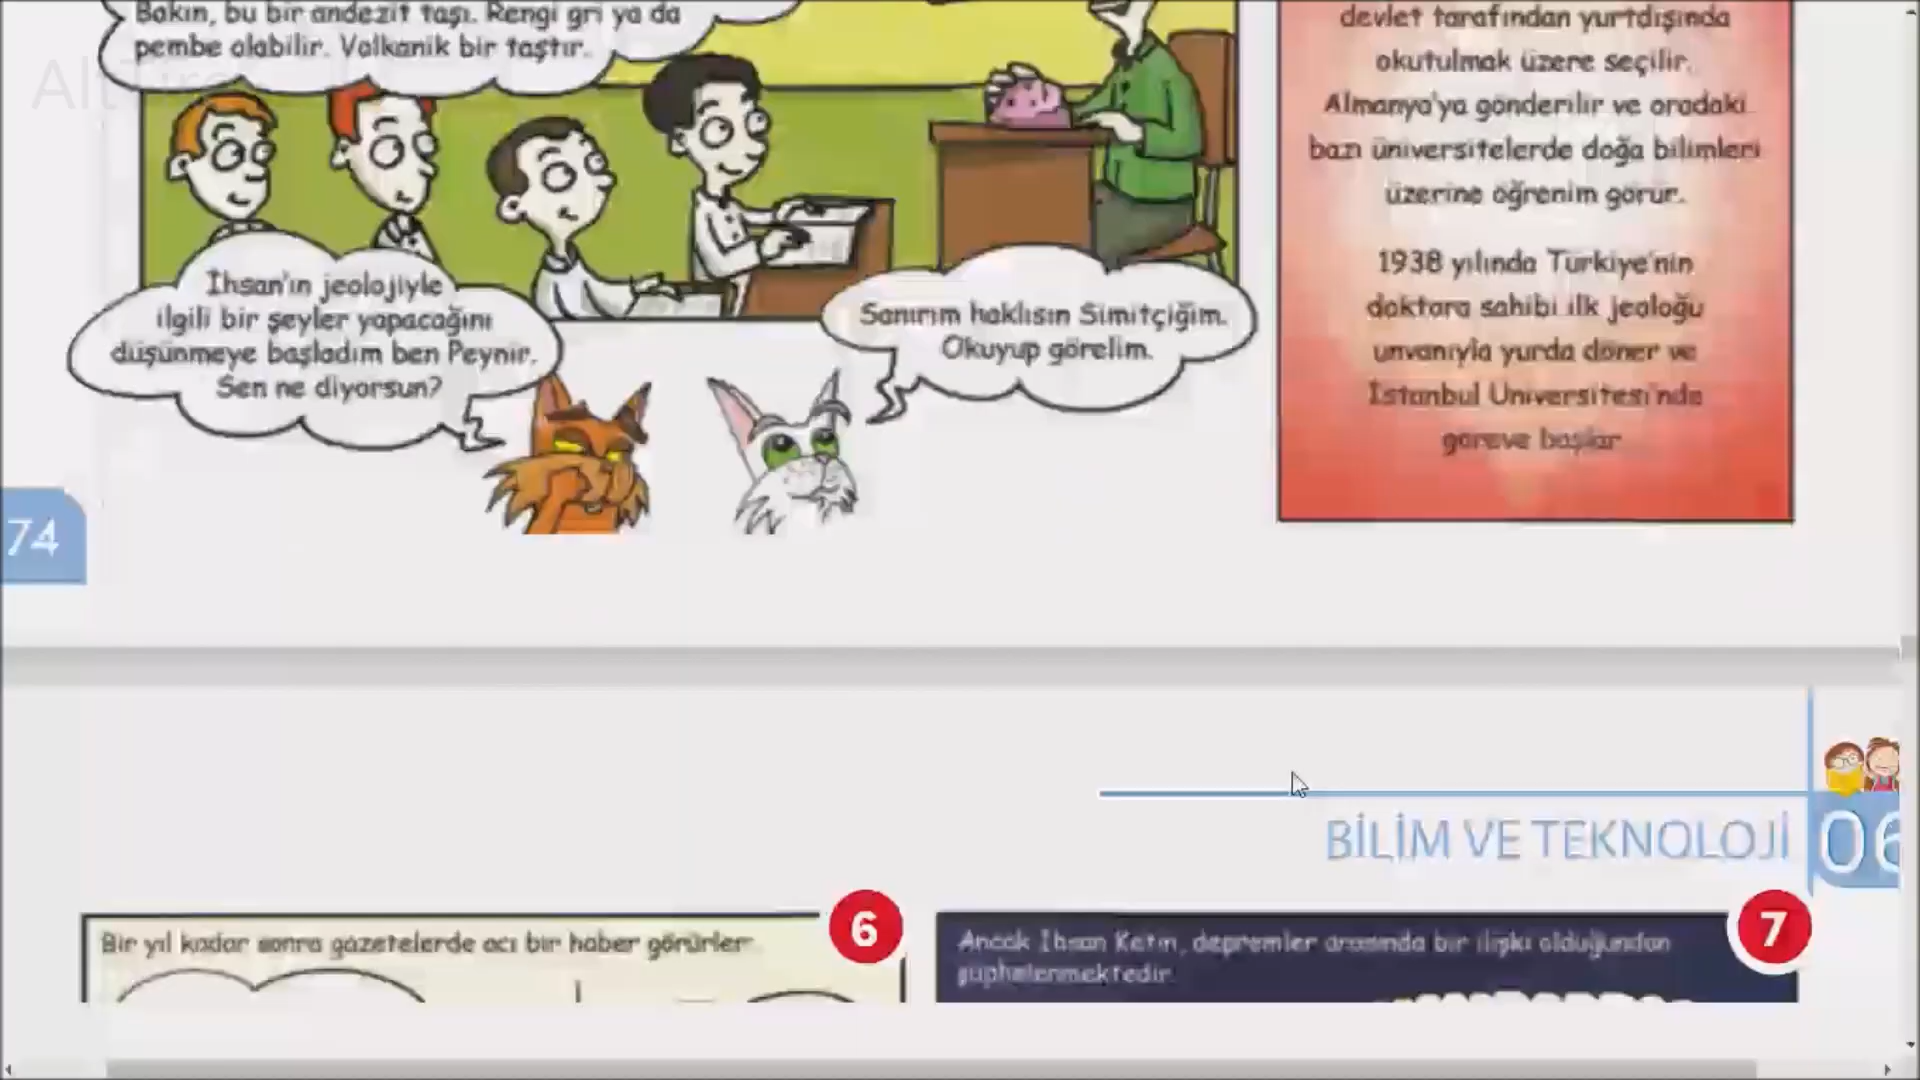 Bakın, bu bir andezit taşı. Rengi gri ya da
pembe olabilir. Volkanik bir taştır.
devlet tarafından yurtdışında
okutulmak üzere seçilir.
Almanya'ya gönderilir ve oradaki
bazı üniversitelerde doğa bilimleri
üzerine öğrenim görür.
1938 yılında Türkiye'nin
doktora sahibi ilk jeoloğu
unvanıyla yurda döner ve
İstanbul Üniversitesi'nde
göreve başlar.
İhsan'ın jeolojiyle
ilgili bir şeyler yapacağını
düşünmeye başladım ben Peynir.
Sen ne diyorsun?
Sanırım haklısın Simitçiğim.
Okuyup görelim.
74
BİLİM VE TEKNOLOJİ
06
6
Bir yıl kadar sonra gazetelerde acı bir haber görürler.
7
Ancak İhsan Ketin, depremler arasında bir ilişki olduğundan
şüphelenmektedir.